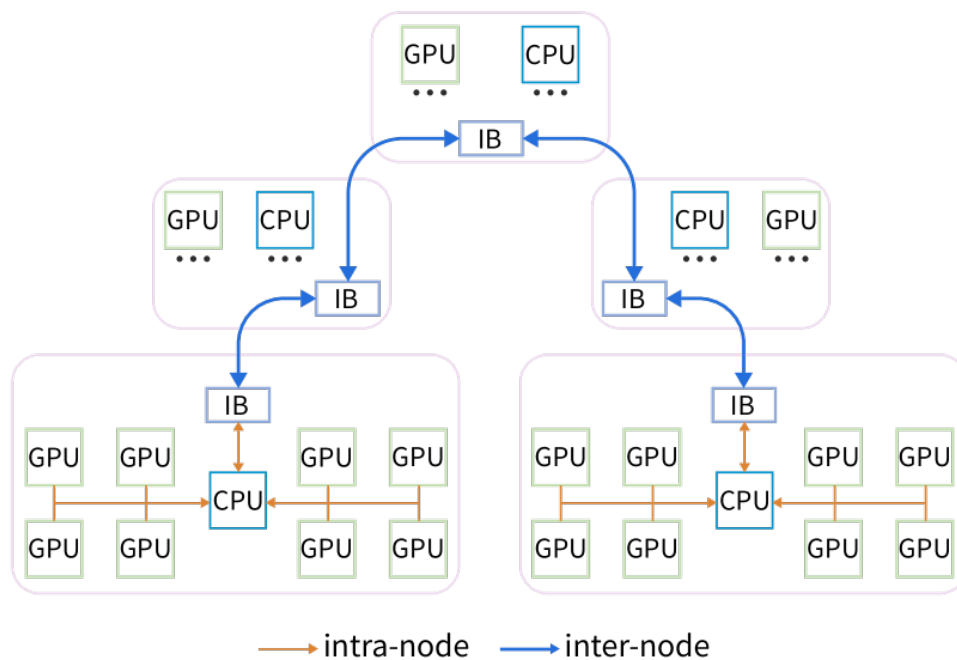 GPU CPU
••• •••
IB
GPU CPU CPU GPU
••• ••• ••• •••
IB IB
IB IB
GPU GPU GPU GPU GPU GPU GPU GPU
CPU CPU
GPU GPU GPU GPU GPU GPU GPU GPU
intra-node inter-node